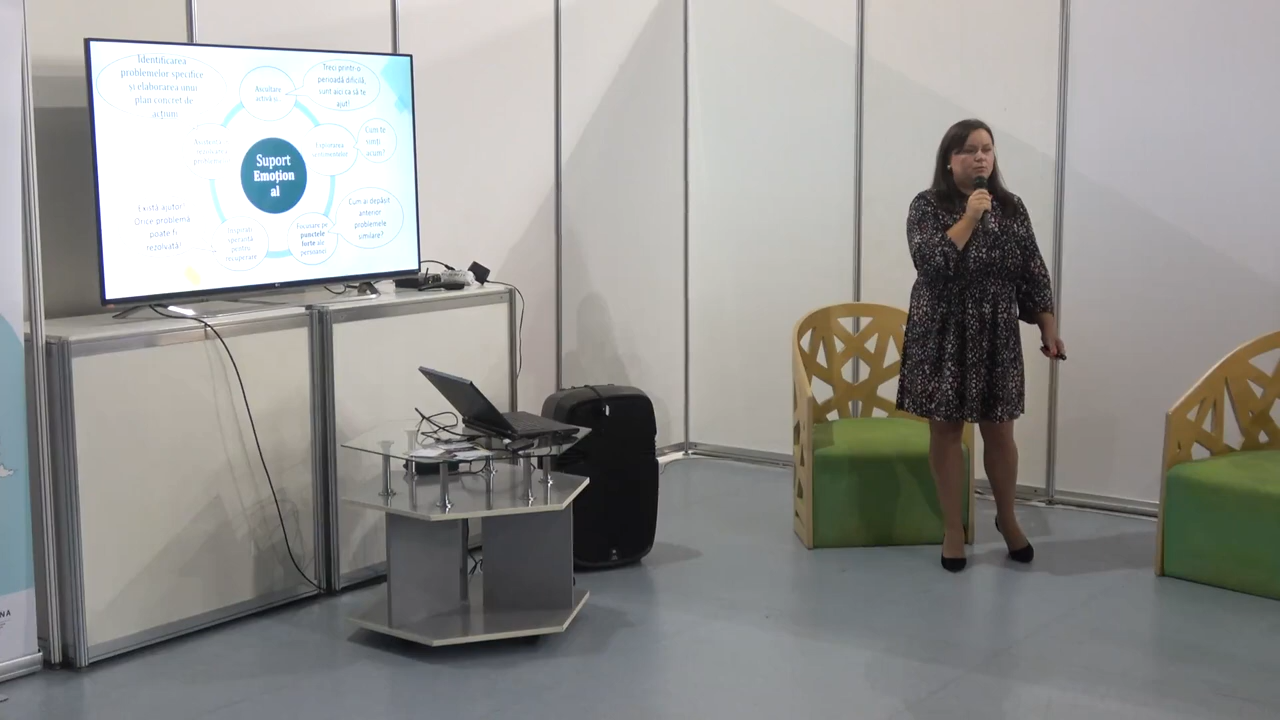 Identificarea
problemelor specifice
și elaborarea unui
plan concret de
acțiuni
Ascultare
activă
Treci printr-o
perioadă dificilă,
sunt aici ca să te
ajut!
Explorarea
sentimentelor
Cum te
simți
acum?
Suport
Emoțion
al
Focusare pe
punctele
forte ale
persoanei
Cum ai depășit
anterior
problemele
similare?
speranță
pentru
recuperare
Există ajutor!
Orice problemă
poate fi
rezolvată!
NA